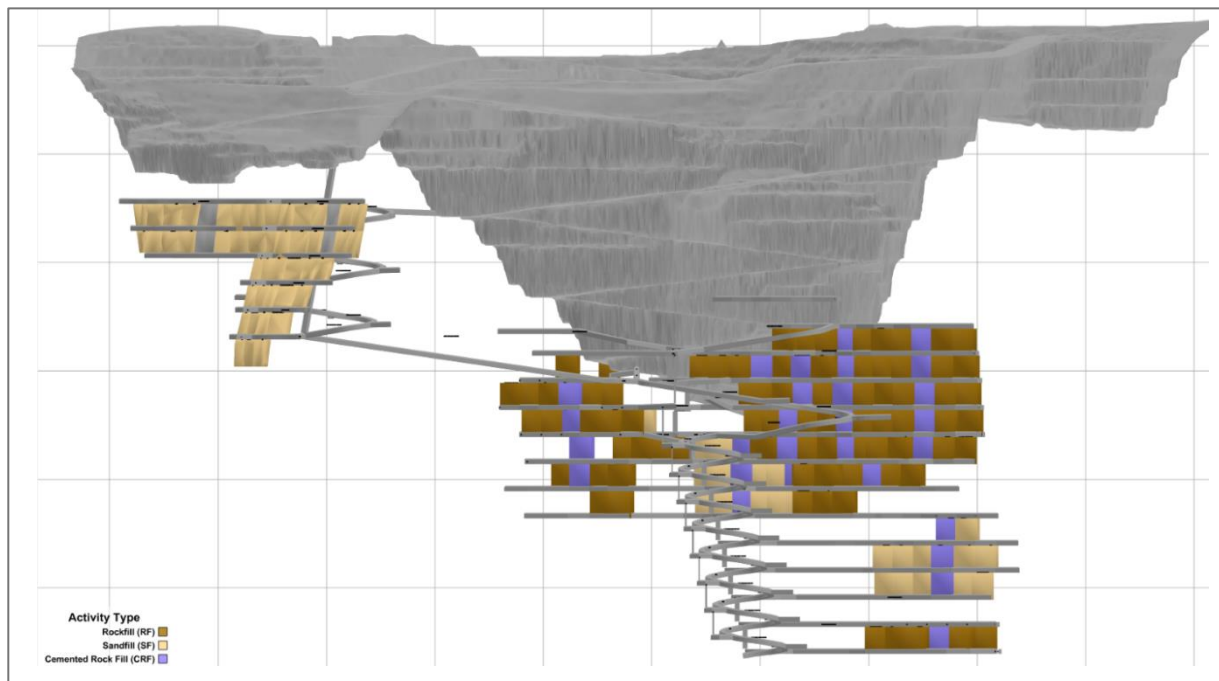 Activity Type
Rockfill (RF)
Sandfill (SF)
Cemented Rock Fill (CRF)